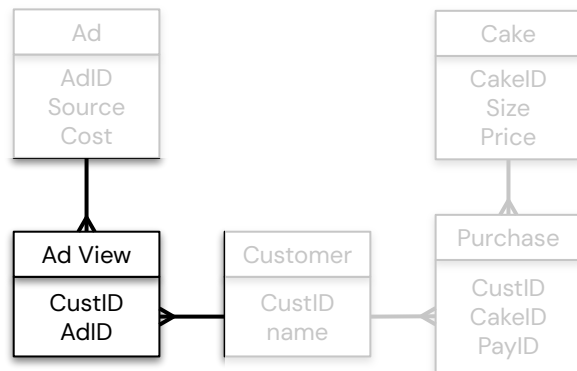 Ad
AdID
Source
Cost
Cake
CakeID
Size
Price
Ad View
CustID
AdID
Customer
CustID
name
Purchase
CustID
CakeID
PayID